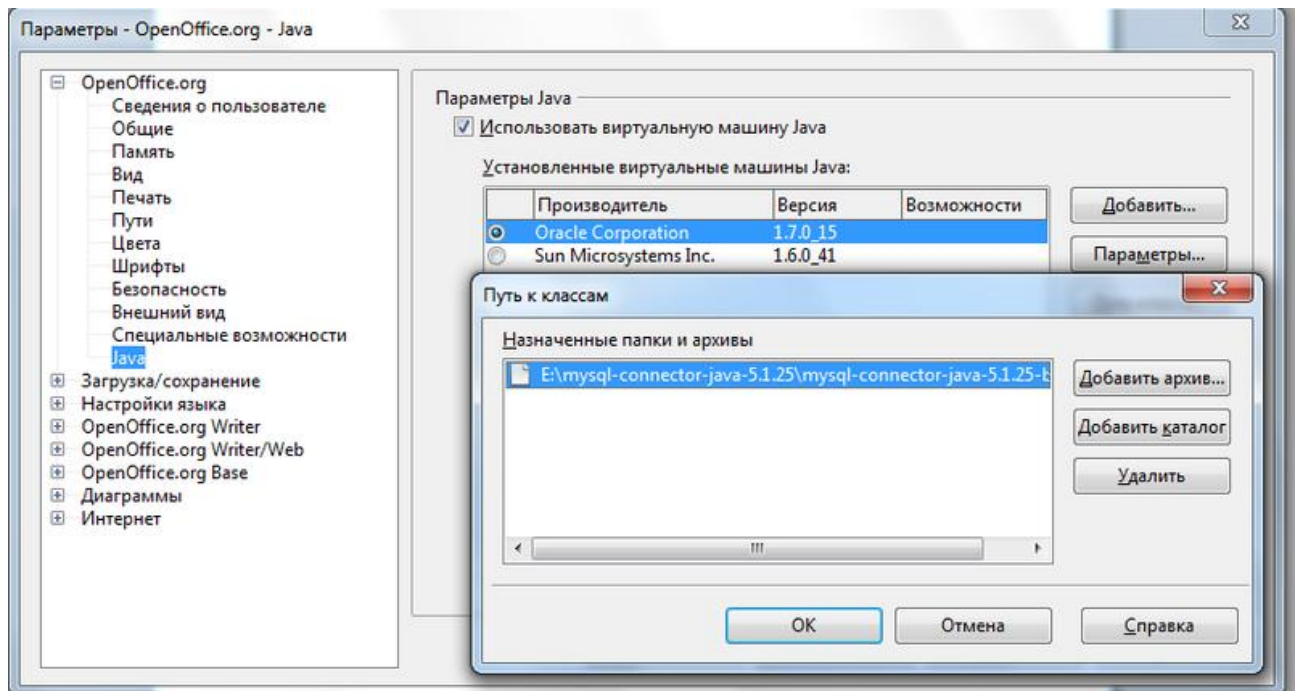 Параметры - OpenOffice.org - Java
OpenOffice.org
Сведения о пользователе
Общие
Память
Вид
Печать
Пути
Цвета
Шрифты
Безопасность
Внешний вид
Специальные возможности
Java
Загрузка/сохранение
Настройки языка
OpenOffice.org Writer
OpenOffice.org Writer/Web
OpenOffice.org Base
Диаграммы
Интернет
Параметры Java
Использовать виртуальную машину Java
Установленные виртуальные машины Java:
Производитель Версия Возможности
Oracle Corporation 1.7.0_15
Sun Microsystems Inc. 1.6.0_41
Добавить...
Параметры...
Путь к классам
Назначенные папки и архивы
E:\mysql-connector-java-5.1.25\mysql-connector-java-5.1.25-b
Добавить архив...
Добавить каталог
Удалить
OK Отмена Справка